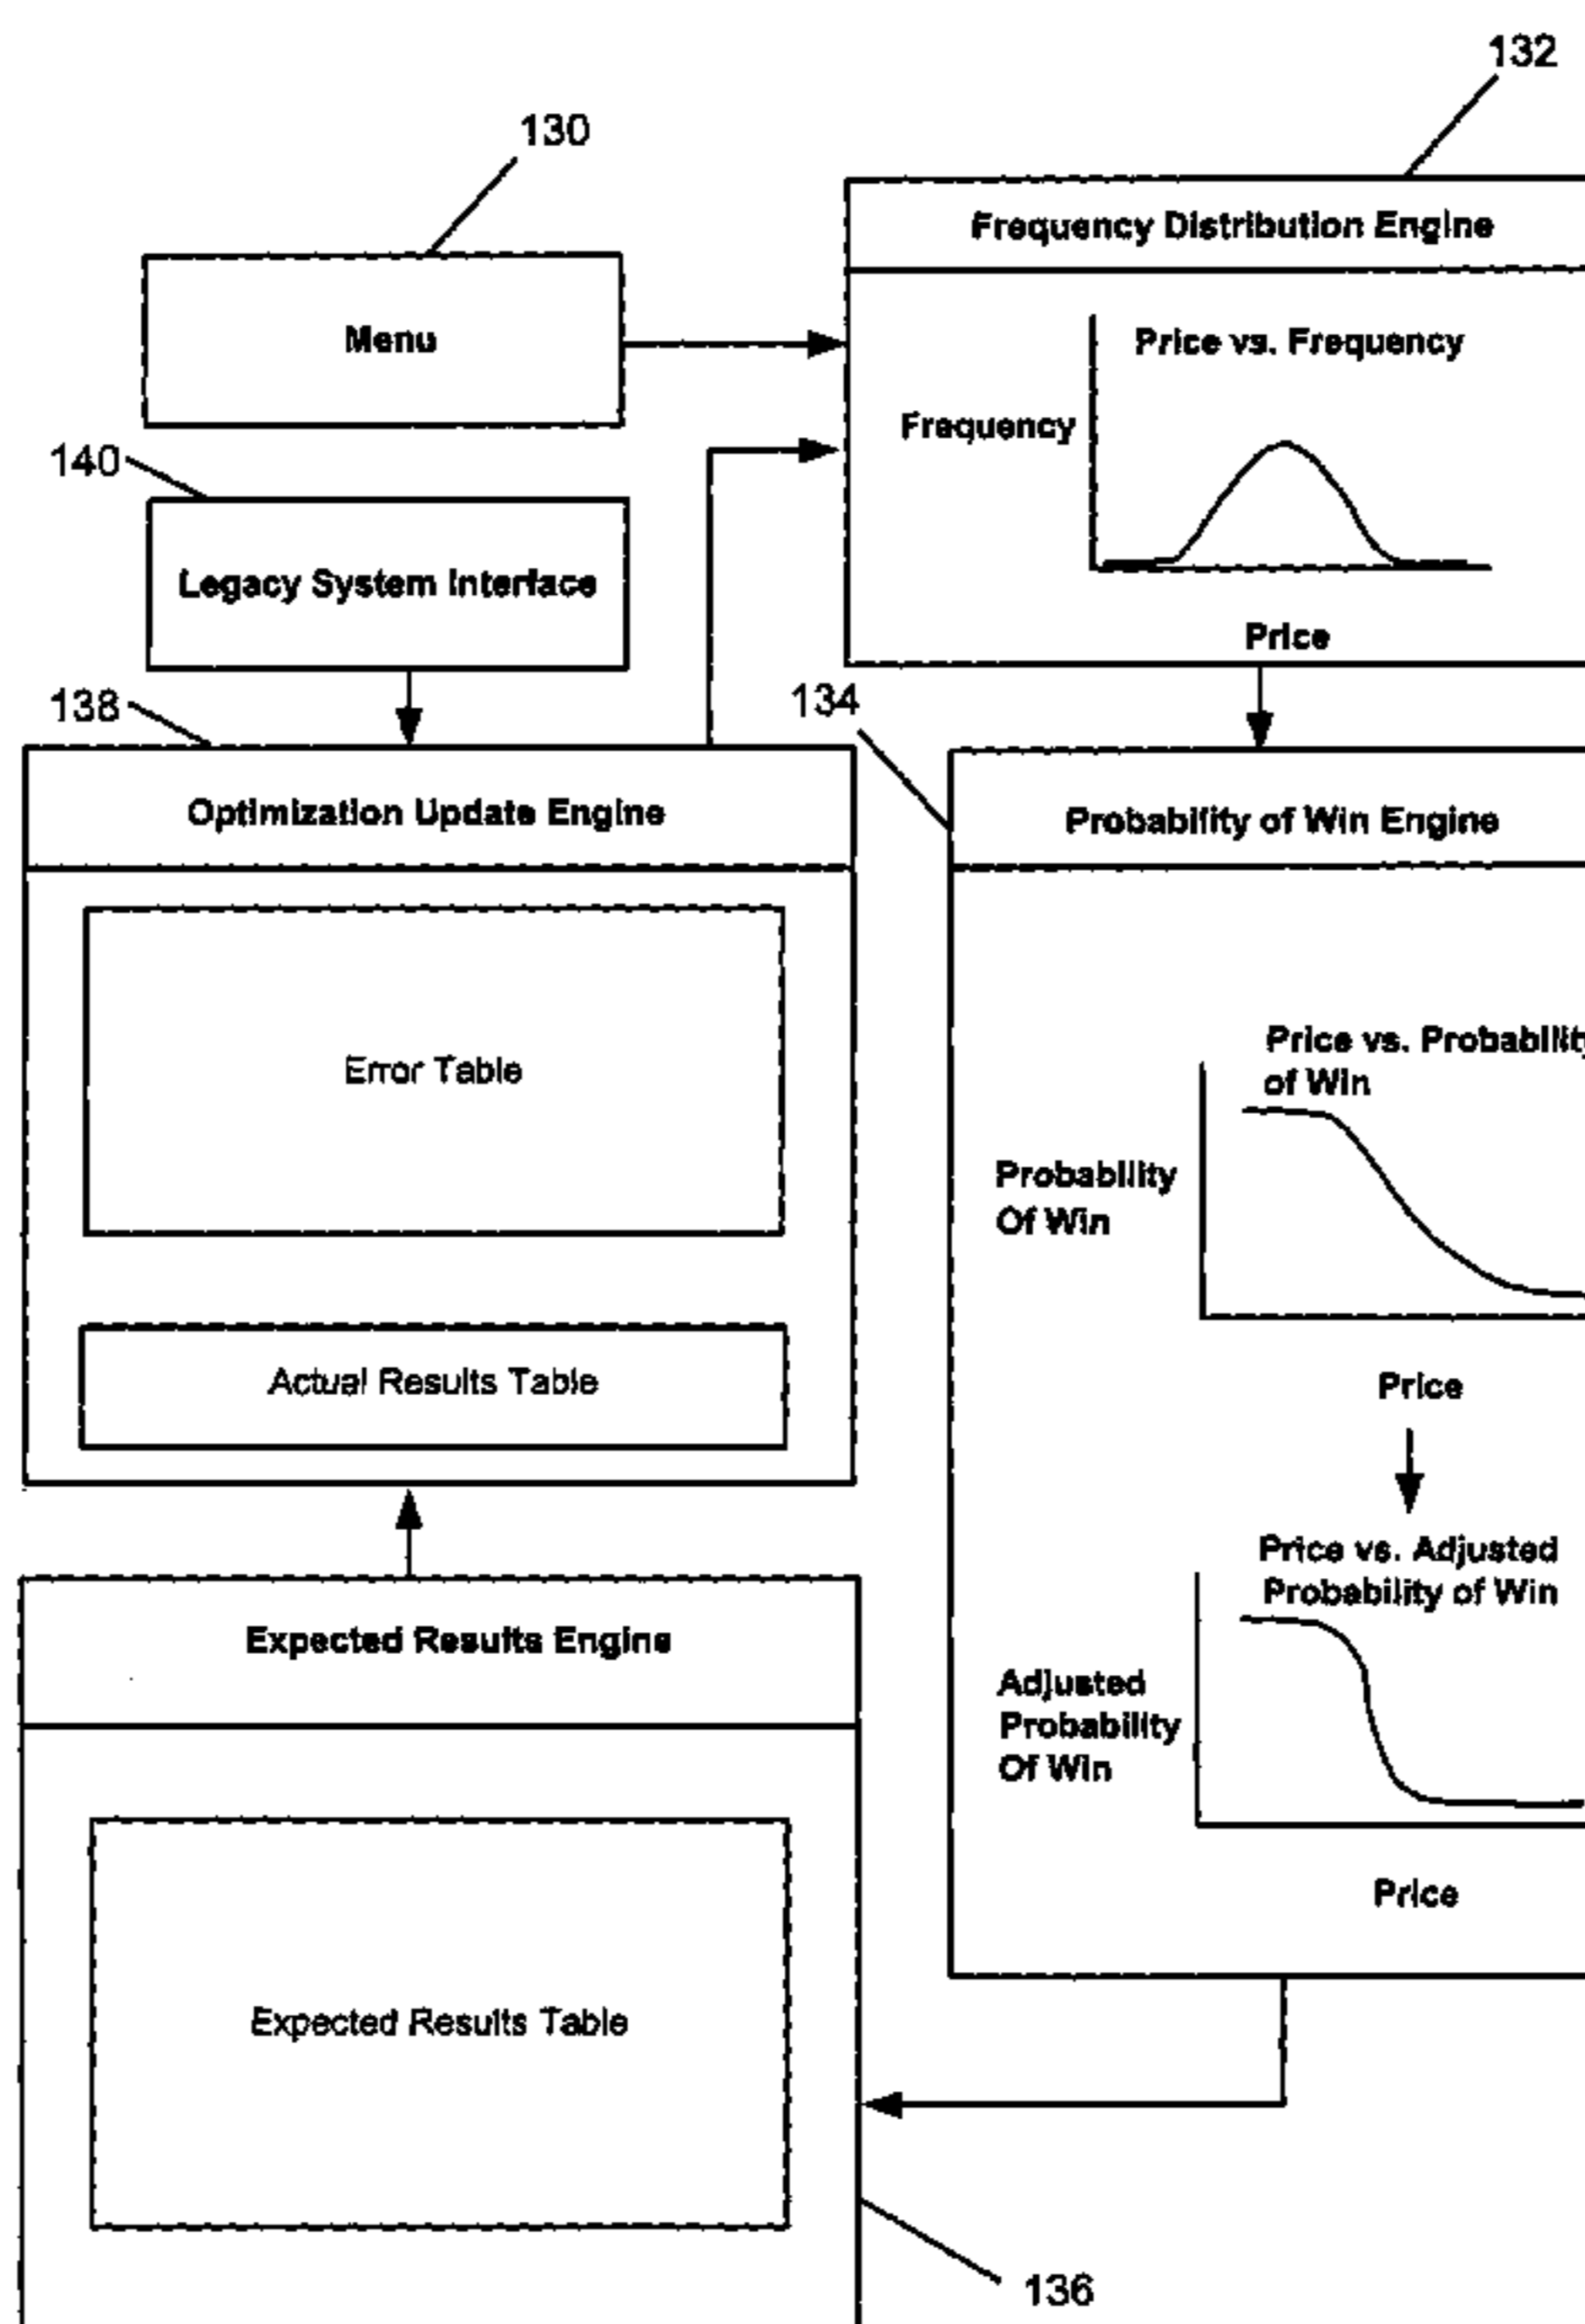 132
130
Frequency Distribution Engine
Menu
Price vs. Frequency
Frequency
Price
140
Legacy System Interface
138
134
Optimization Update Engine
Error Table
Actual Results Table
Probability of Win Engine
Price vs. Probability
of Win
Probability
Of Win
Price
Price vs. Adjusted
Probability of Win
Adjusted
Probability
Of Win
Price
Expected Results Engine
Expected Results Table
136